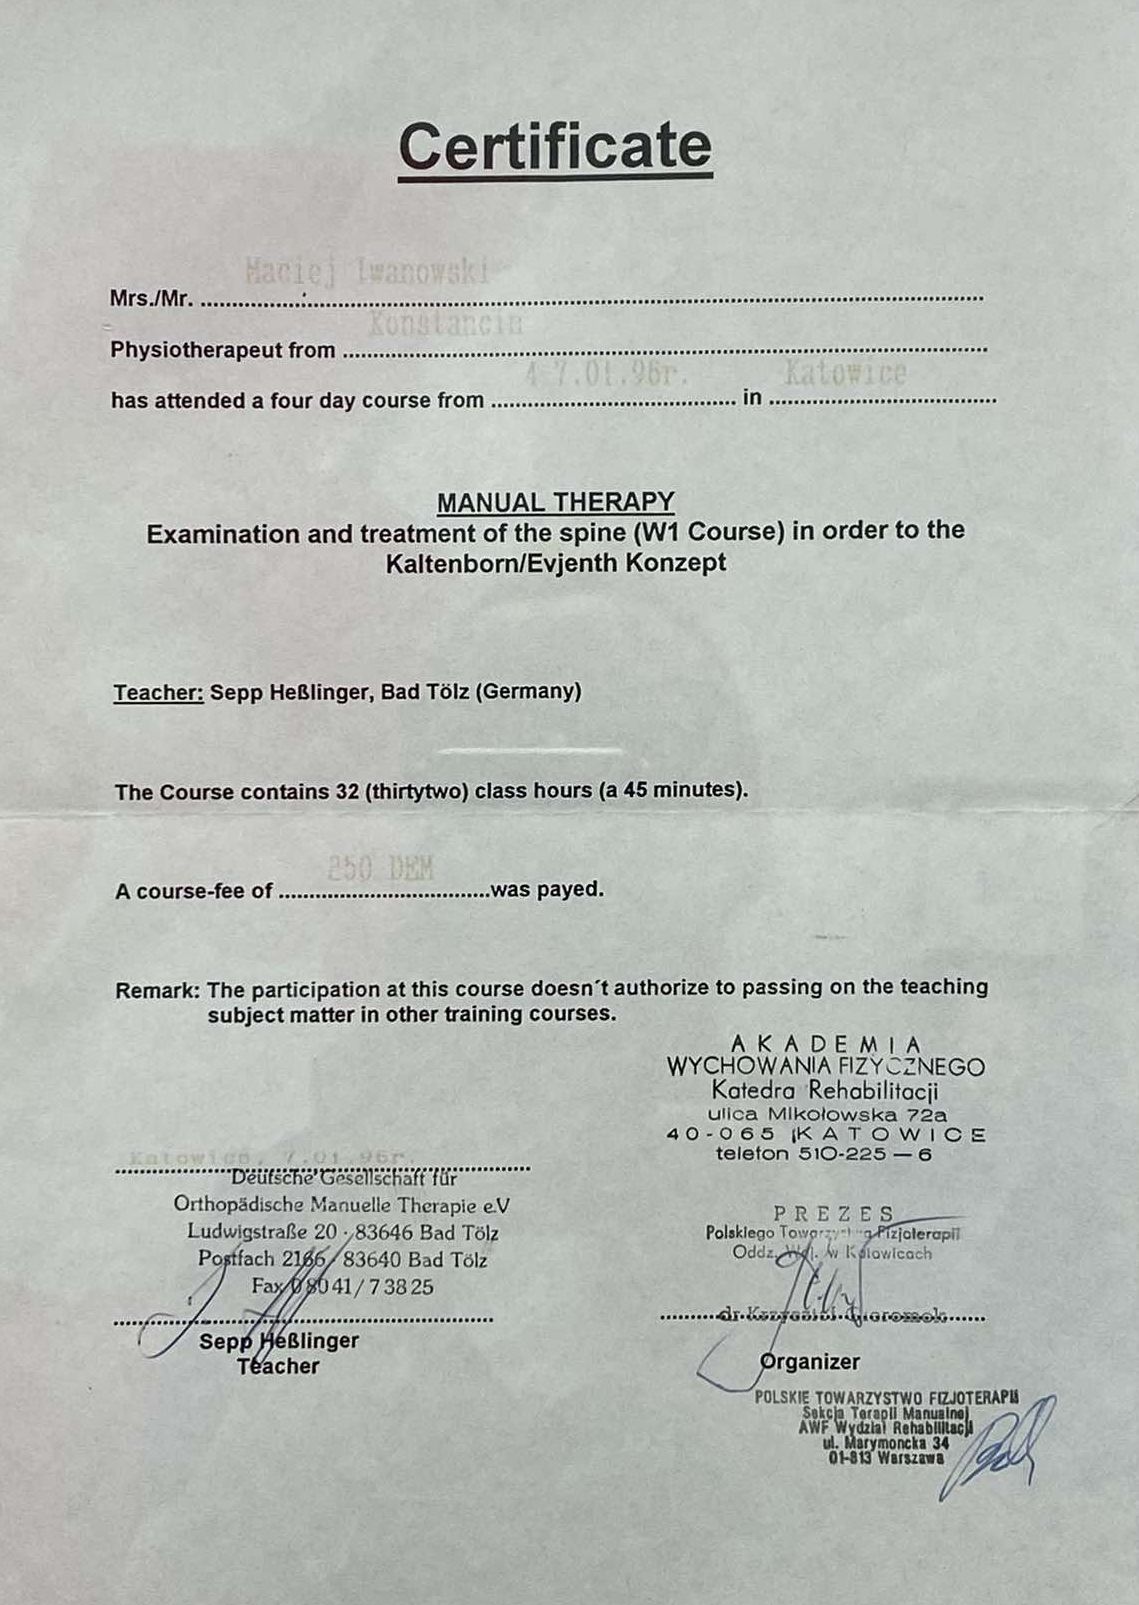 Certificate
Maciej Iwanowski
Mrs./Mr.
Konstancin
Physiotherapeut from
4 7.01.96r. Katowice
has attended a four day course from in
MANUAL THERAPY
Examination and treatment of the spine (W1 Course) in order to the
Kaltenborn/Evjenth Konzept
Teacher: Sepp Heßlinger, Bad Tölz (Germany)
The Course contains 32 (thirtytwo) class hours (a 45 minutes).
250 DEM
A course-fee of was payed.
Remark: The participation at this course doesn´t authorize to passing on the teaching
subject matter in other training courses.
AKADEMIA
WYCHOWANIA FIZYCZNEGO
Katedra Rehabilitacji
ulica Mikołowska 72a
40-065 KATOWICE
telefon 510-225 — 6
Katowice, 7.01.96r.
Deutsche Gesellschaft für
Orthopädische Manuelle Therapie e.V
Ludwigstraße 20 · 83646 Bad Tölz
Postfach 2166 / 83640 Bad Tölz
Fax 08041/73825
PREZES
Polskiego Towarzystwa Fizjoterapii
Oddz. Woj. w Katowicach
dr Krzysztof
Sepp Heßlinger
Teacher
Organizer
POLSKIE TOWARZYSTWO FIZJOTERAPII
Sekcja Terapii Manualnej
AWF Wydział Rehabilitacji
ul. Marymoncka 34
01-813 Warszawa